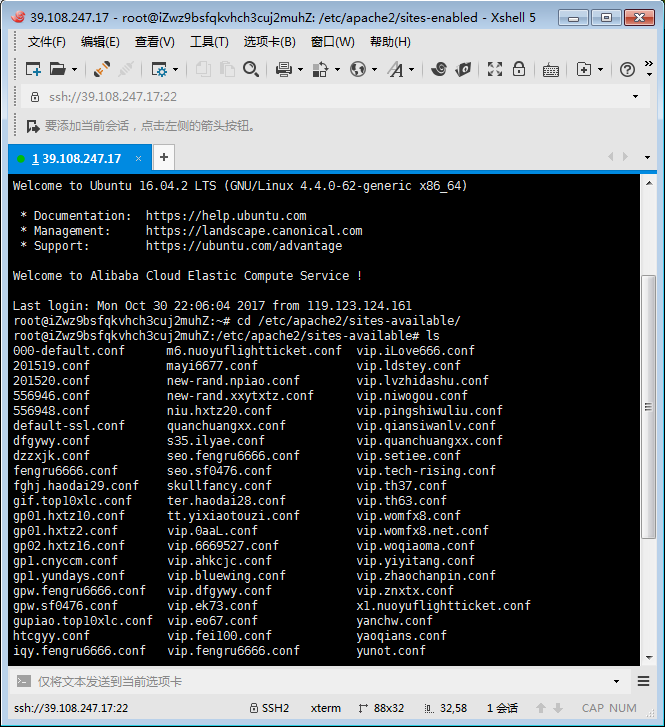 39.108.247.17 - root@iZwz9bsfqkvhch3cuj2muhZ: /etc/apache2/sites-enabled - Xshell 5
文件(F) 编辑(E) 查看(V) 工具(T) 选项卡(B) 窗口(W) 帮助(H)
ssh://39.108.247.17:22
要添加当前会话，点击左侧的箭头按钮。
1 39.108.247.17 × +
Welcome to Ubuntu 16.04.2 LTS (GNU/Linux 4.4.0-62-generic x86_64)
* Documentation: https://help.ubuntu.com
* Management: https://landscape.canonical.com
* Support: https://ubuntu.com/advantage
Welcome to Alibaba Cloud Elastic Compute Service !
Last login: Mon Oct 30 22:06:04 2017 from 119.123.124.161
root@iZwz9bsfqkvhch3cuj2muhZ:~# cd /etc/apache2/sites-available/
root@iZwz9bsfqkvhch3cuj2muhZ:/etc/apache2/sites-available# ls
000-default.conf m6.nuoyuflightticket.conf vip.iLove666.conf
201519.conf mayi6677.conf vip.ldstey.conf
201520.conf new-rand.npiao.conf vip.lvzhidashu.conf
556946.conf new-rand.xxytxtz.conf vip.niwogou.conf
556948.conf niu.hxtz20.conf vip.pingshiwuliu.conf
default-ssl.conf quanchuangxx.conf vip.qiansiwanlv.conf
dfgywy.conf s35.ilyae.conf vip.quanchuangxx.conf
dzzxjk.conf seo.fengru6666.conf vip.setiee.conf
fengru6666.conf seo.sf0476.conf vip.tech-rising.conf
fghj.haodai29.conf skullfancy.conf vip.th37.conf
gif.top10xlc.conf ter.haodai28.conf vip.th63.conf
gp01.hxtz10.conf tt.yixiaotouzi.conf vip.womfx8.conf
gp01.hxtz2.conf vip.0aaL.conf vip.womfx8.net.conf
gp02.hxtz16.conf vip.6669527.conf vip.woqiaoma.conf
gp1.cnyccm.conf vip.ahkcjc.conf vip.yiyitang.conf
gp1.yundays.conf vip.bluewing.conf vip.zhaochanpin.conf
gpw.fengru6666.conf vip.dfgywy.conf vip.znxtx.conf
gpw.sf0476.conf vip.ek73.conf x1.nuoyuflightticket.conf
gupiao.top10xlc.conf vip.eo67.conf yanchw.conf
htcgyy.conf vip.fei100.conf yaoqians.conf
iqy.fengru6666.conf vip.fengru6666.conf yunot.conf
仅将文本发送到当前选项卡
ssh://39.108.247.17:22 SSH2 xterm 88x32 32,58 1 会话 CAP NUM